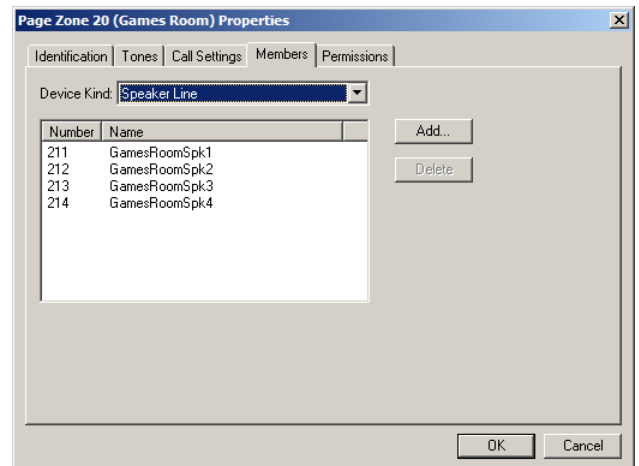 Page Zone 20 (Games Room) Properties
Identification Tones Call Settings Members Permissions
Device Kind: Speaker Line
Number Name
211 GamesRoomSpk1
212 GamesRoomSpk2
213 GamesRoomSpk3
214 GamesRoomSpk4
Add...
Delete
OK Cancel